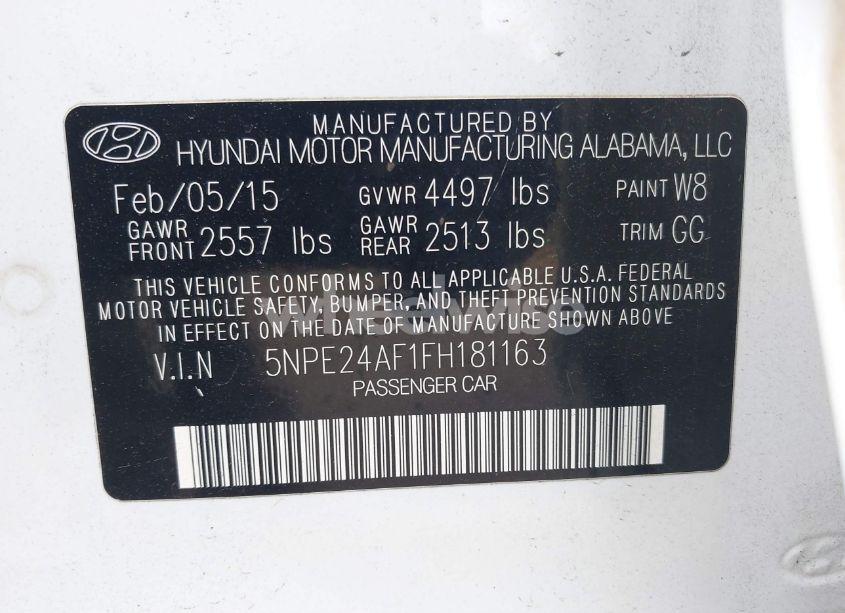 MANUFACTURED BY
HYUNDAI MOTOR MANUFACTURING ALABAMA, LLC
Feb/05/15 GVWR 4497 lbs PAINT W8
GAWR FRONT 2557 lbs GAWR REAR 2513 lbs TRIM GG
THIS VEHICLE CONFORMS TO ALL APPLICABLE U.S.A. FEDERAL
MOTOR VEHICLE SAFETY, BUMPER, AND THEFT PREVENTION STANDARDS
IN EFFECT ON THE DATE OF MANUFACTURE SHOWN ABOVE
V.I.N 5NPE24AF1FH181163
PASSENGER CAR